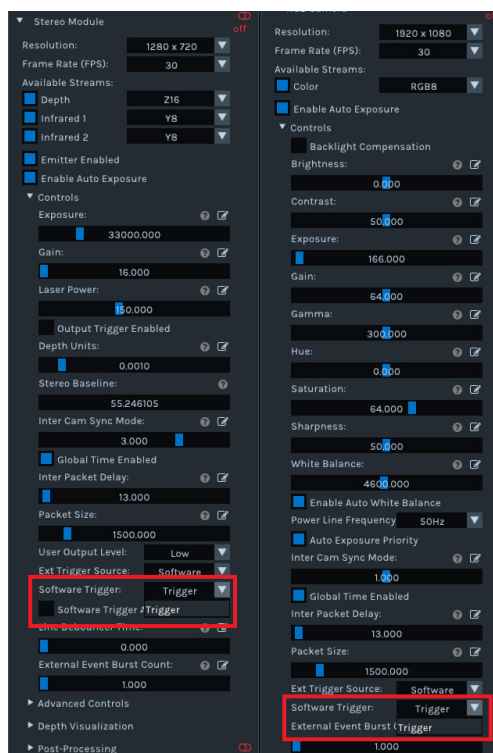 Stereo Module
off
Resolution:
1280 x 720
Frame Rate (FPS):
30
Available Streams:
Depth
Z16
Infrared 1
Y8
Infrared 2
Y8
Emitter Enabled
Enable Auto Exposure
Controls
Exposure:
33000.000
Gain:
16.000
Laser Power:
150.000
Output Trigger Enabled
Depth Units:
0.0010
Stereo Baseline:
55.246105
Inter Cam Sync Mode:
3.000
Global Time Enabled
Inter Packet Delay:
13.000
Packet Size:
1500.000
User Output Level:
Low
Ext Trigger Source:
Software
Software Trigger:
Trigger
Software Trigger
Trigger
Line Debouncer Time:
0.000
External Event Burst Count:
1.000
Advanced Controls
Depth Visualization
Post-Processing
Resolution:
1920 x 1080
Frame Rate (FPS):
30
Available Streams:
Color
RGB8
Enable Auto Exposure
Controls
Backlight Compensation
Brightness:
0.000
Contrast:
50.000
Exposure:
166.000
Gain:
64.000
Gamma:
300.000
Hue:
0.000
Saturation:
64.000
Sharpness:
50.000
White Balance:
4600.000
Enable Auto White Balance
Power Line Frequency
50Hz
Auto Exposure Priority
Inter Cam Sync Mode:
1.000
Global Time Enabled
Inter Packet Delay:
13.000
Packet Size:
1500.000
Ext Trigger Source:
Software
Software Trigger:
Trigger
External Event Burst
Trigger
1.000